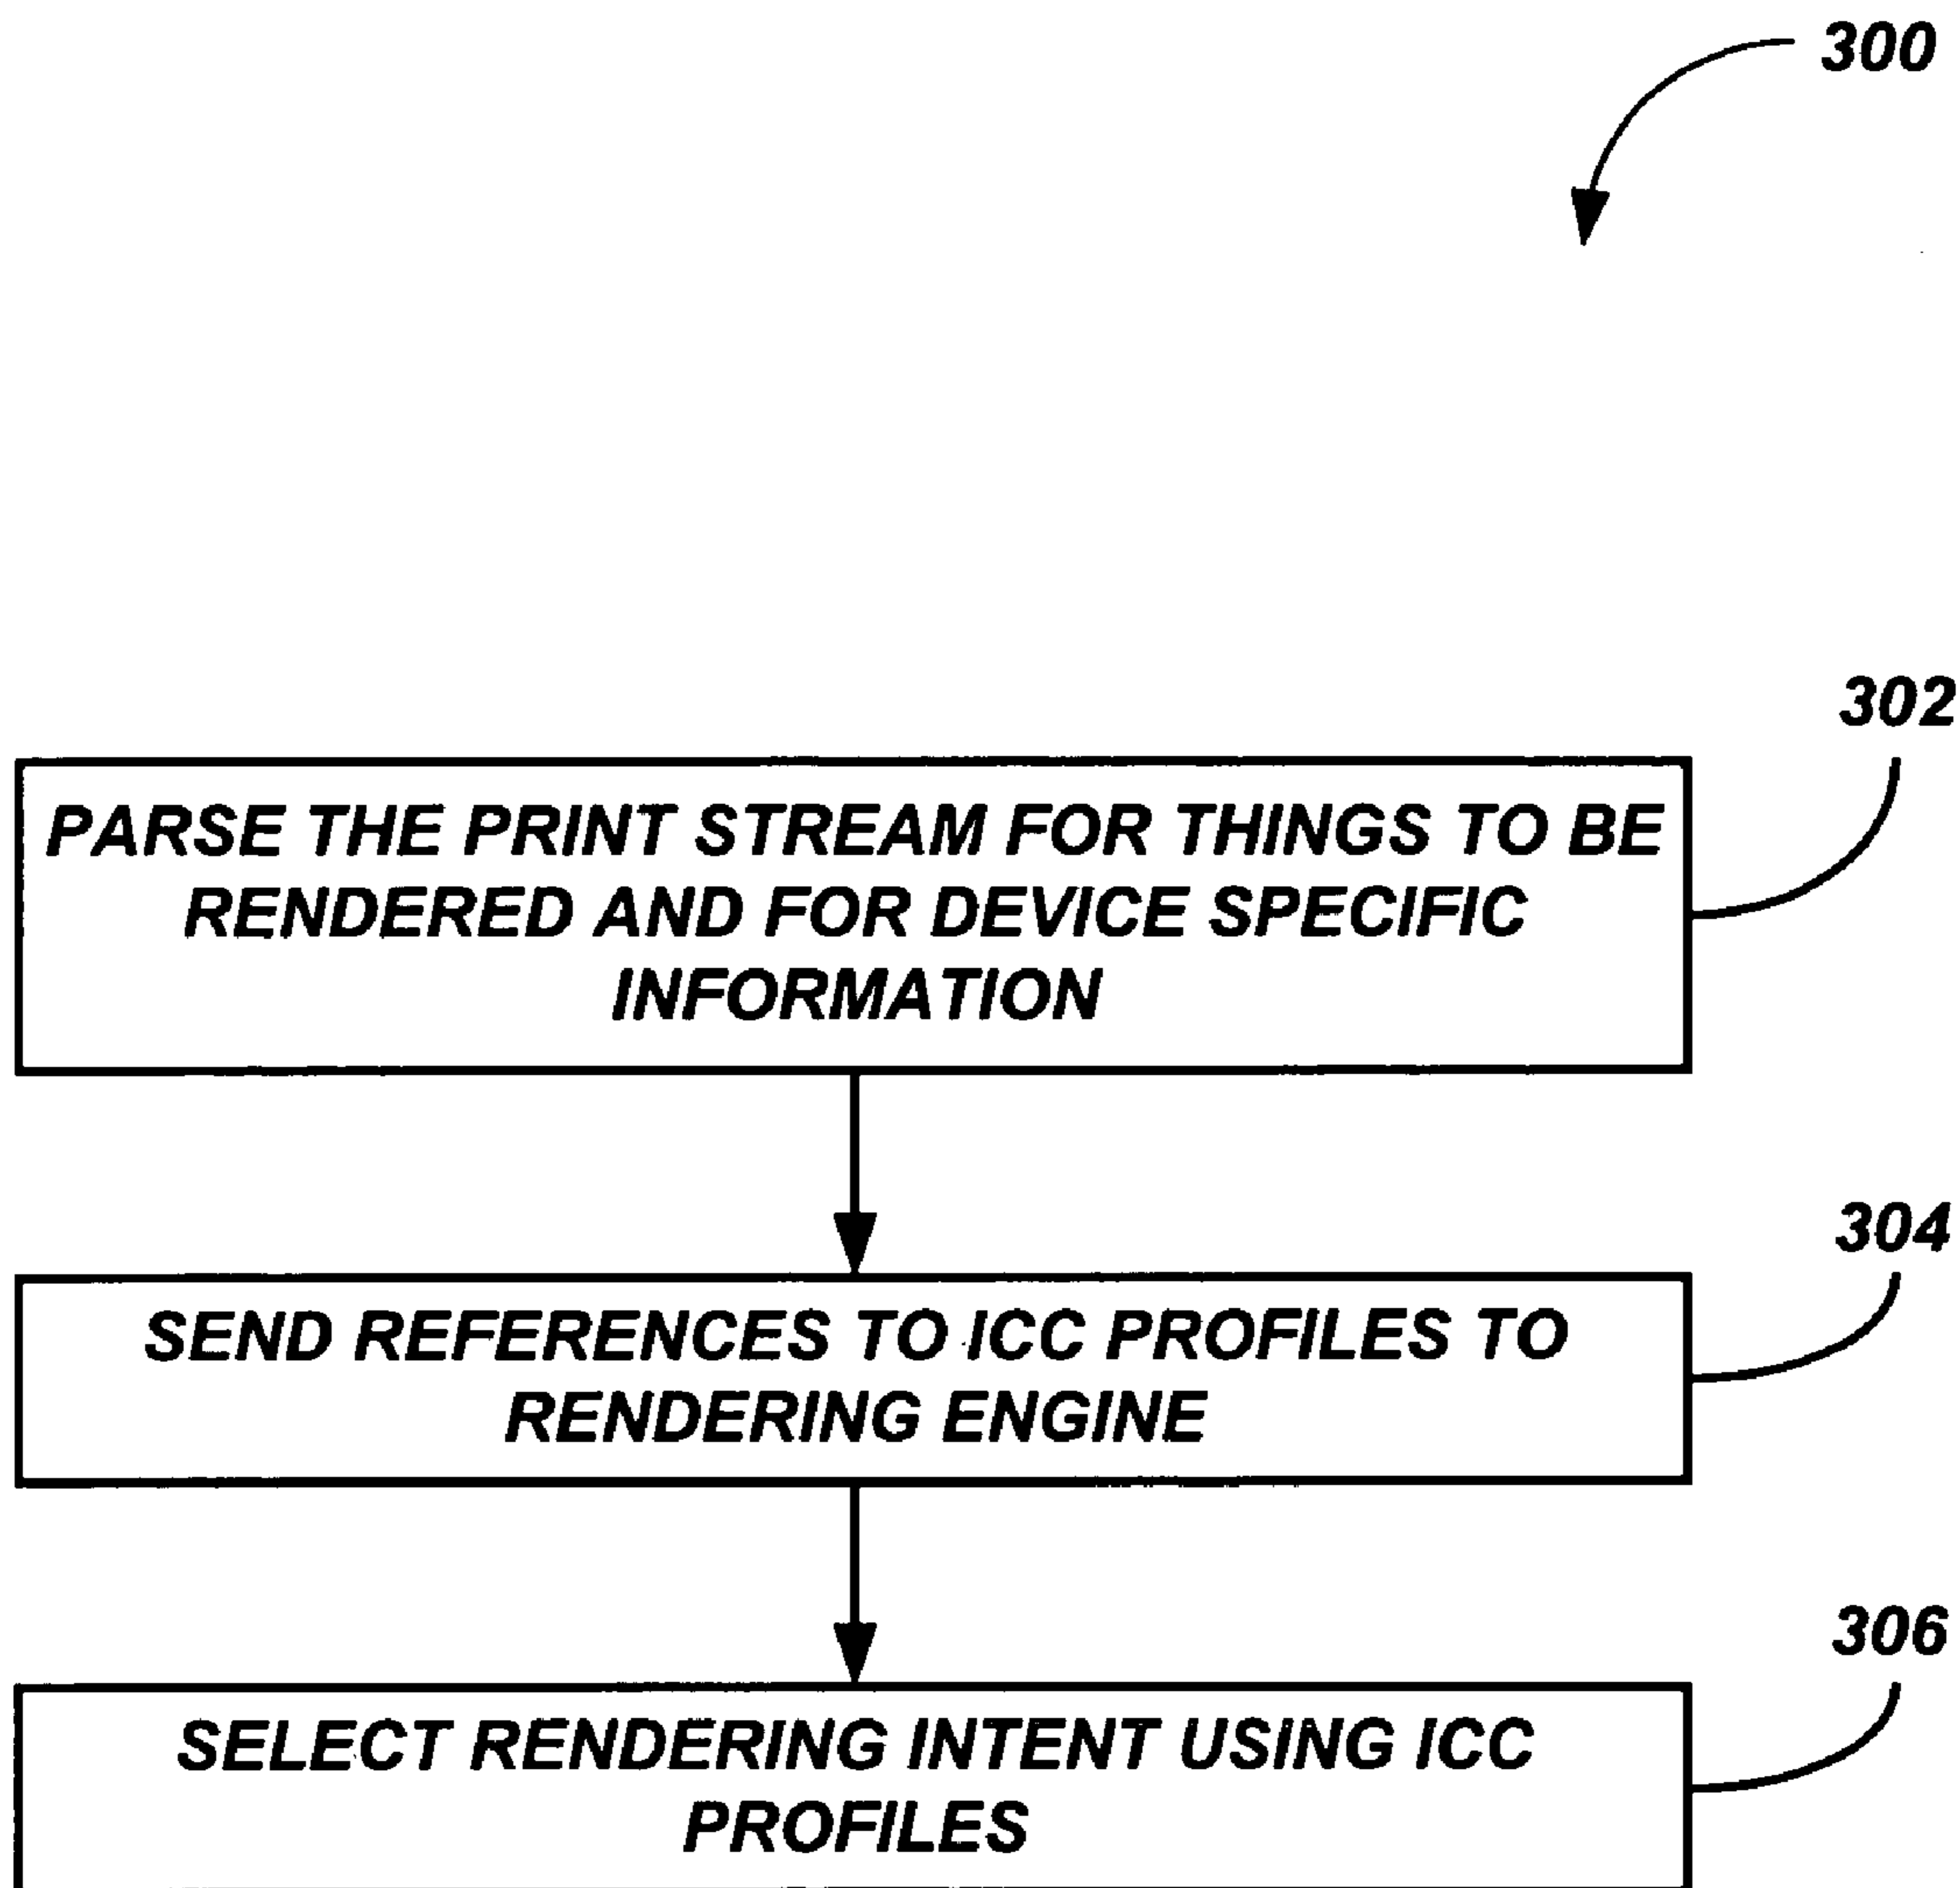 300
302
PARSE THE PRINT STREAM FOR THINGS TO BE
RENDERED AND FOR DEVICE SPECIFIC
INFORMATION
304
SEND REFERENCES TO ICC PROFILES TO
RENDERING ENGINE
306
SELECT RENDERING INTENT USING ICC
PROFILES